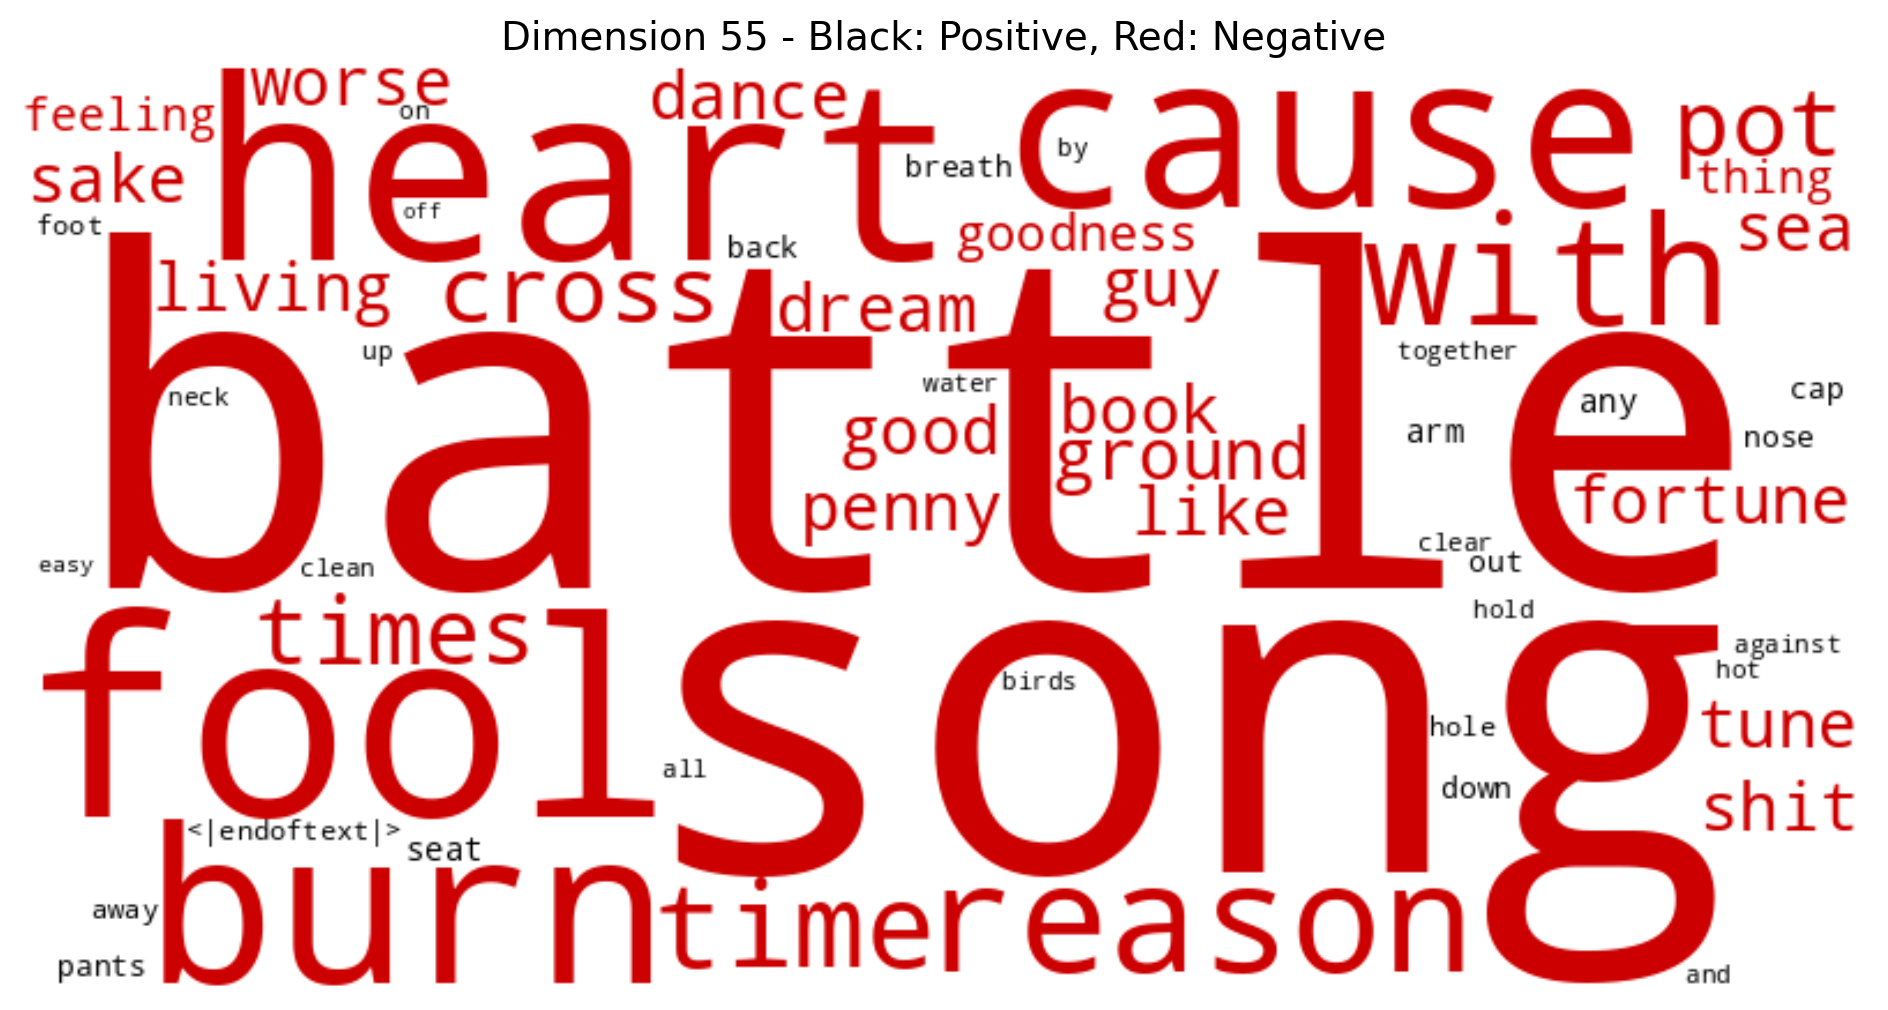 Dimension 55 - Black: Positive, Red: Negative
worse dance cause pot
feeling on heart
sake breath by thing
foot off back goodness sea
living cross dream guy with
up together
neck water book any cap
battle
good ground arm nose
penny like fortune
easy clean clear out
fool times song hold
against
birds hot
all hole tune
down shit
<|endoftext|> seat
burn time reason
away
pants and